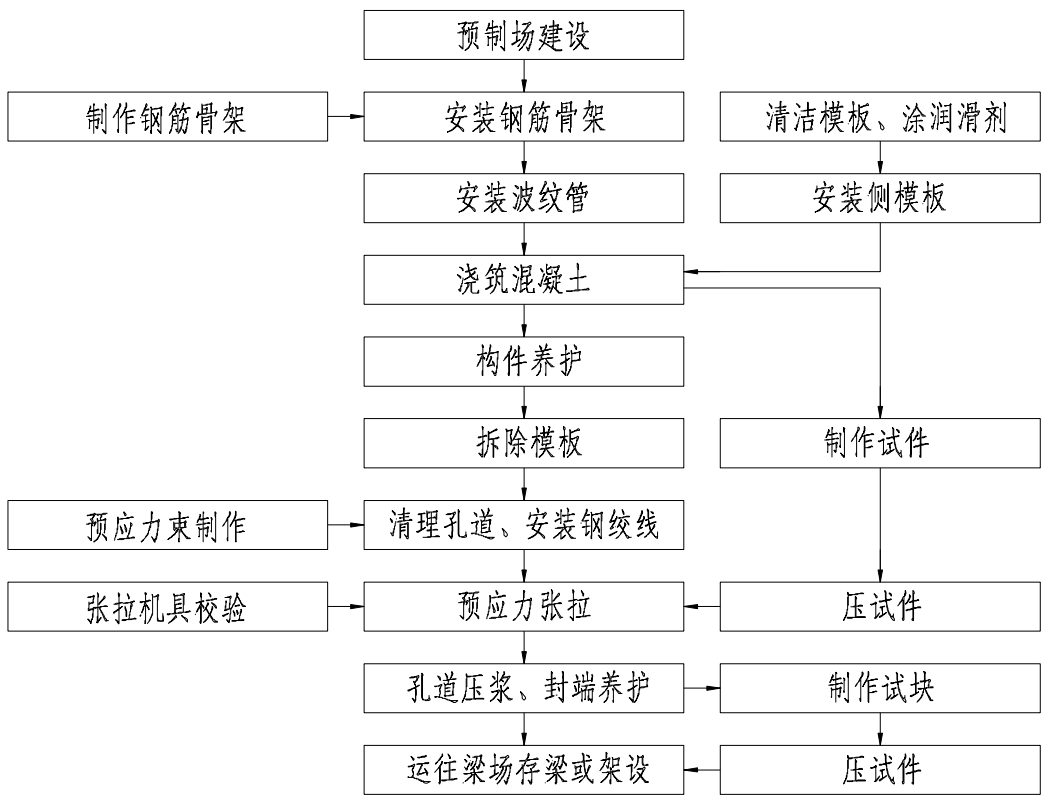 预制场建设
制作钢筋骨架
安装钢筋骨架
清洁模板、涂润滑剂
安装波纹管
安装侧模板
浇筑混凝土
构件养护
拆除模板
制作试件
预应力束制作
清理孔道、安装钢绞线
张拉机具校验
预应力张拉
压试件
孔道压浆、封端养护
制作试块
运往梁场存梁或架设
压试件